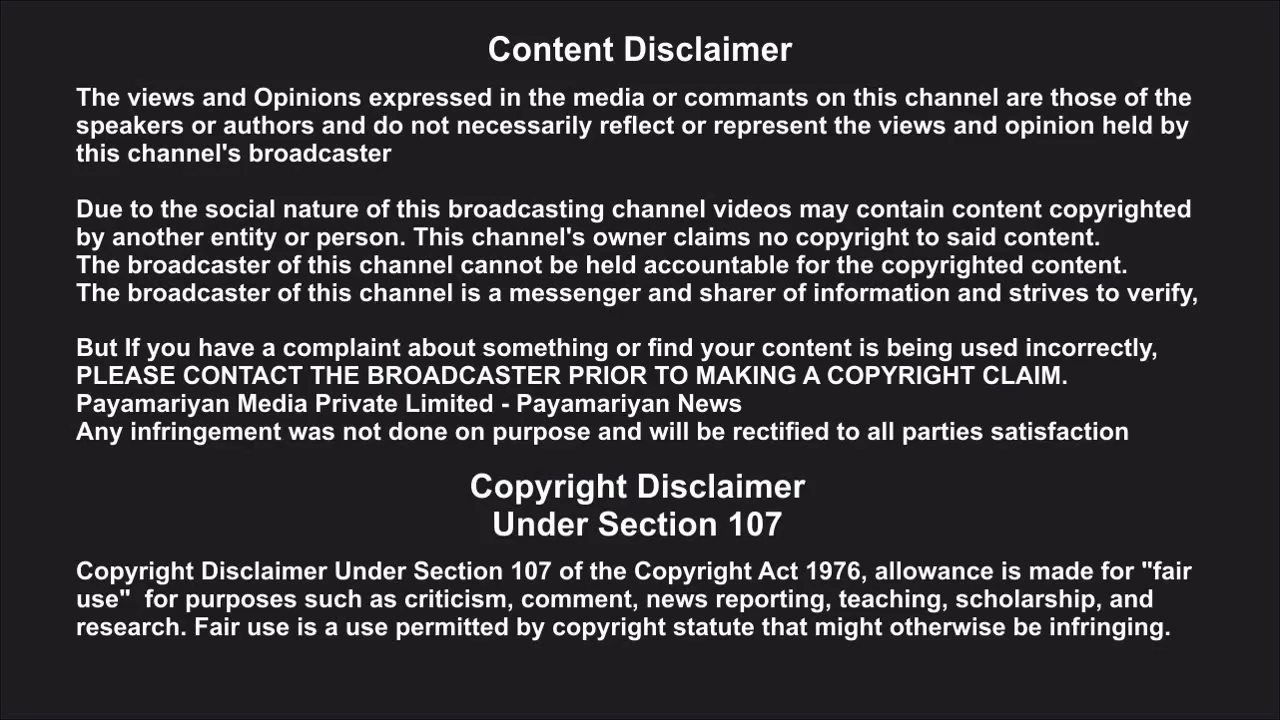 Content Disclaimer
The views and Opinions expressed in the media or commants on this channel are those of the
speakers or authors and do not necessarily reflect or represent the views and opinion held by
this channel's broadcaster
Due to the social nature of this broadcasting channel videos may contain content copyrighted
by another entity or person. This channel's owner claims no copyright to said content.
The broadcaster of this channel cannot be held accountable for the copyrighted content.
The broadcaster of this channel is a messenger and sharer of information and strives to verify,
But If you have a complaint about something or find your content is being used incorrectly,
PLEASE CONTACT THE BROADCASTER PRIOR TO MAKING A COPYRIGHT CLAIM.
Payamariyan Media Private Limited - Payamariyan News
Any infringement was not done on purpose and will be rectified to all parties satisfaction
Copyright Disclaimer
Under Section 107
Copyright Disclaimer Under Section 107 of the Copyright Act 1976, allowance is made for "fair
use"  for purposes such as criticism, comment, news reporting, teaching, scholarship, and
research. Fair use is a use permitted by copyright statute that might otherwise be infringing.